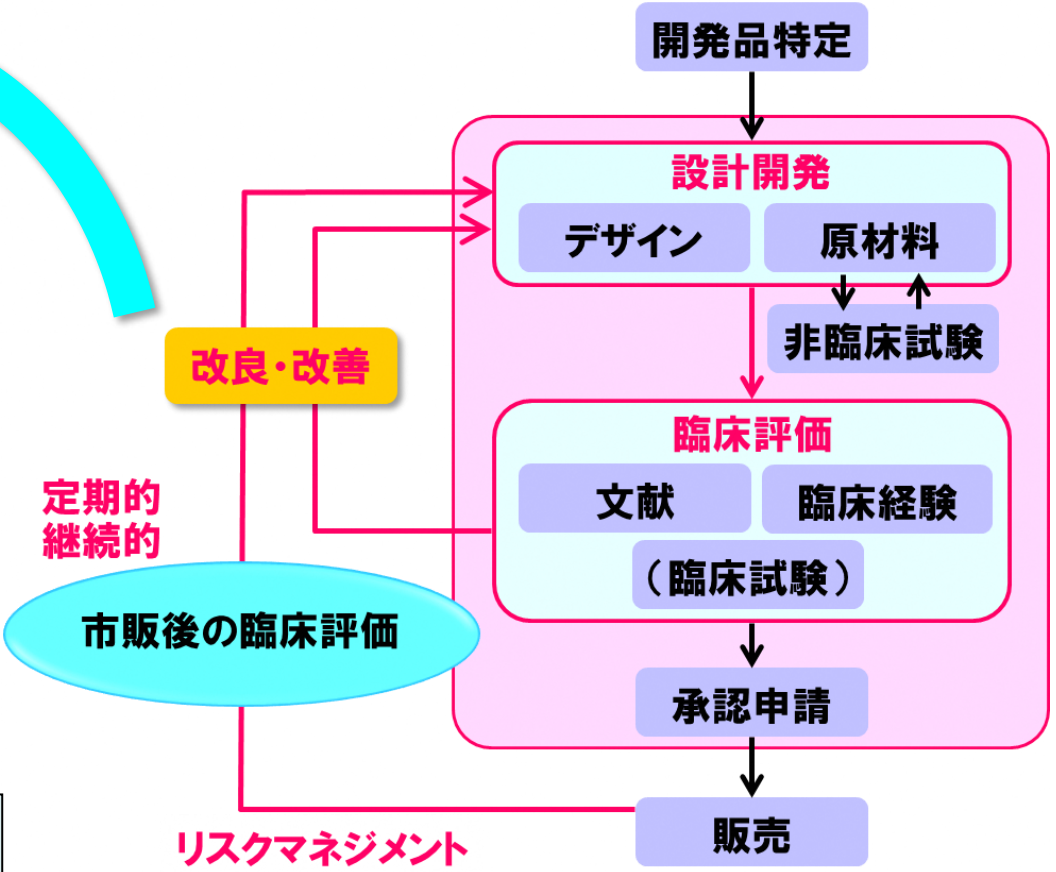 開発品特定
設計開発
デザイン
原材料
非臨床試験
改良・改善
臨床評価
文献
臨床経験
（臨床試験）
定期的
継続的
市販後の臨床評価
承認申請
販売
リスクマネジメント